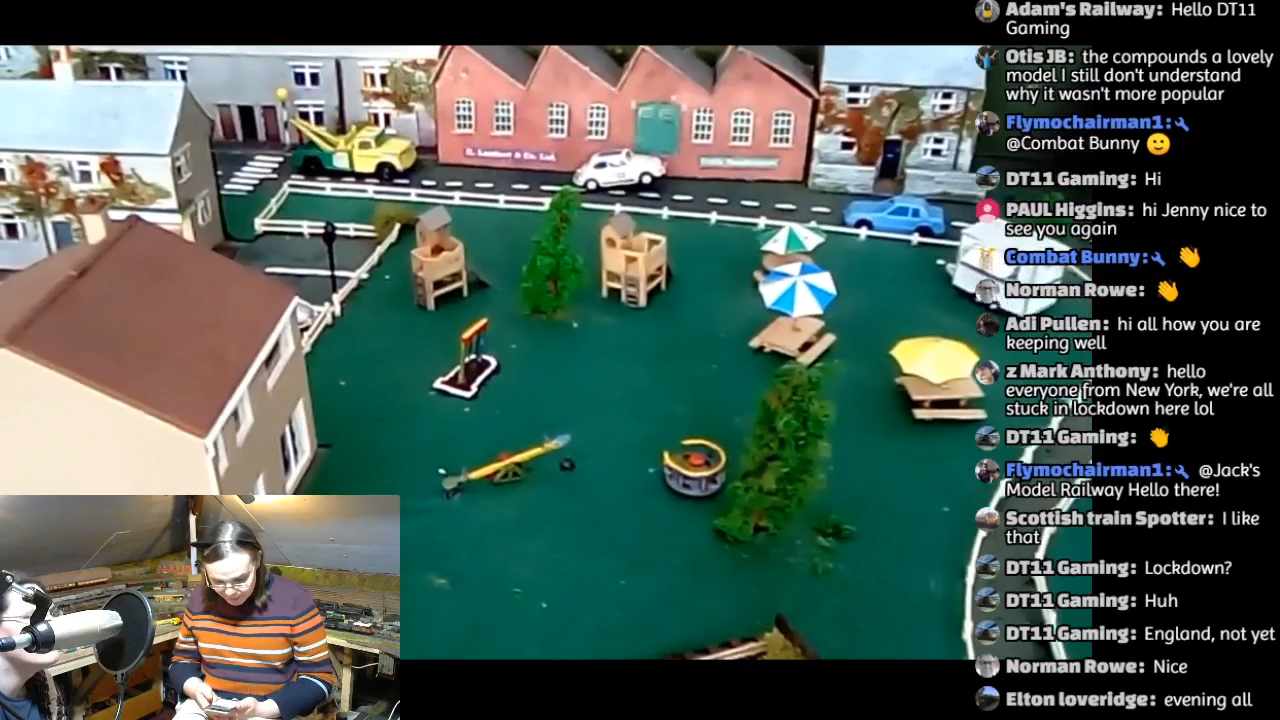 Adam's Railway: Hello DT11
Gaming
Otis JB: the compounds a lovely
model I still don't understand
why it wasn't more popular
Flymochairman1:
@Combat Bunny 🙂
DT11 Gaming: Hi
PAUL Higgins: hi Jenny nice to
see you again
Combat Bunny: 👋
Norman Rowe: 👋
Adi Pullen: hi all how you are
keeping well
z Mark Anthony: hello
everyone from New York, we're all
stuck in lockdown here lol
DT11 Gaming: 👏
Flymochairman1: @Jack's
Model Railway Hello there!
Scottish train Spotter: I like
that
DT11 Gaming: Lockdown?
DT11 Gaming: Huh
DT11 Gaming: England, not yet
Norman Rowe: Nice
Elton loveridge: evening all
& Co. Ltd.